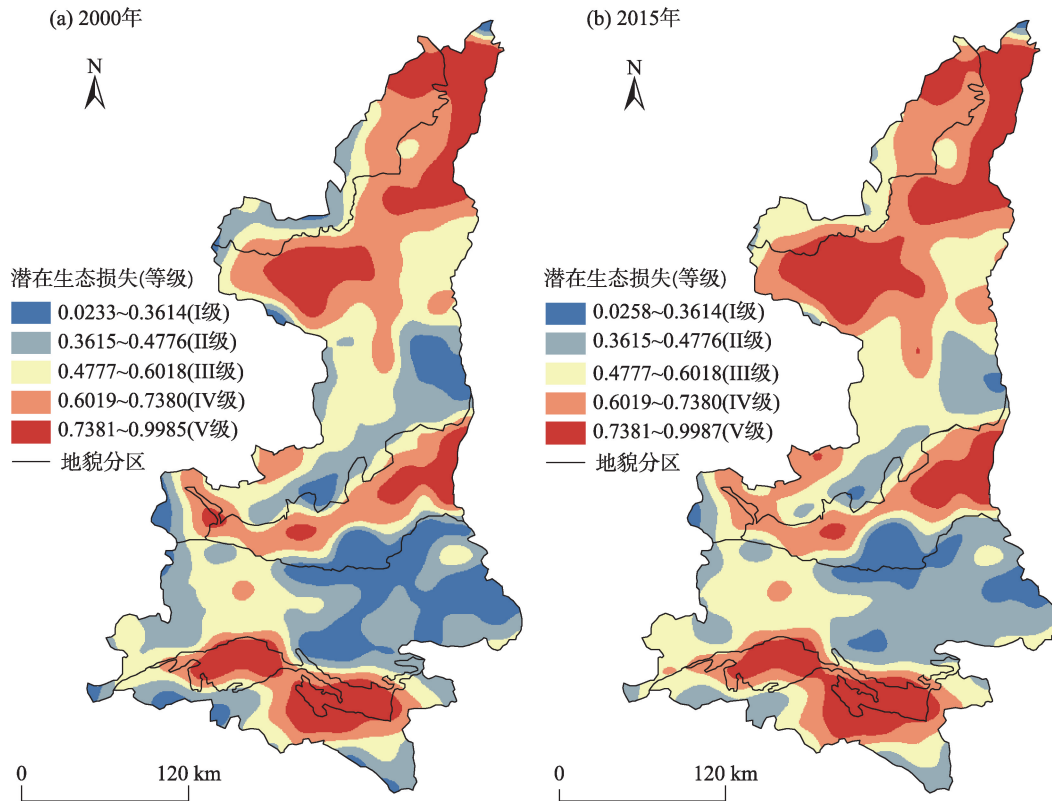 (a) 2000年
N
潜在生态损失(等级)
0.0233~0.3614(I级)
0.3615~0.4776(II级)
0.4777~0.6018(III级)
0.6019~0.7380(IV级)
0.7381~0.9985(V级)
地貌分区
0 120 km
(b) 2015年
N
潜在生态损失(等级)
0.0258~0.3614(I级)
0.3615~0.4776(II级)
0.4777~0.6018(III级)
0.6019~0.7380(IV级)
0.7381~0.9987(V级)
地貌分区
0 120 km